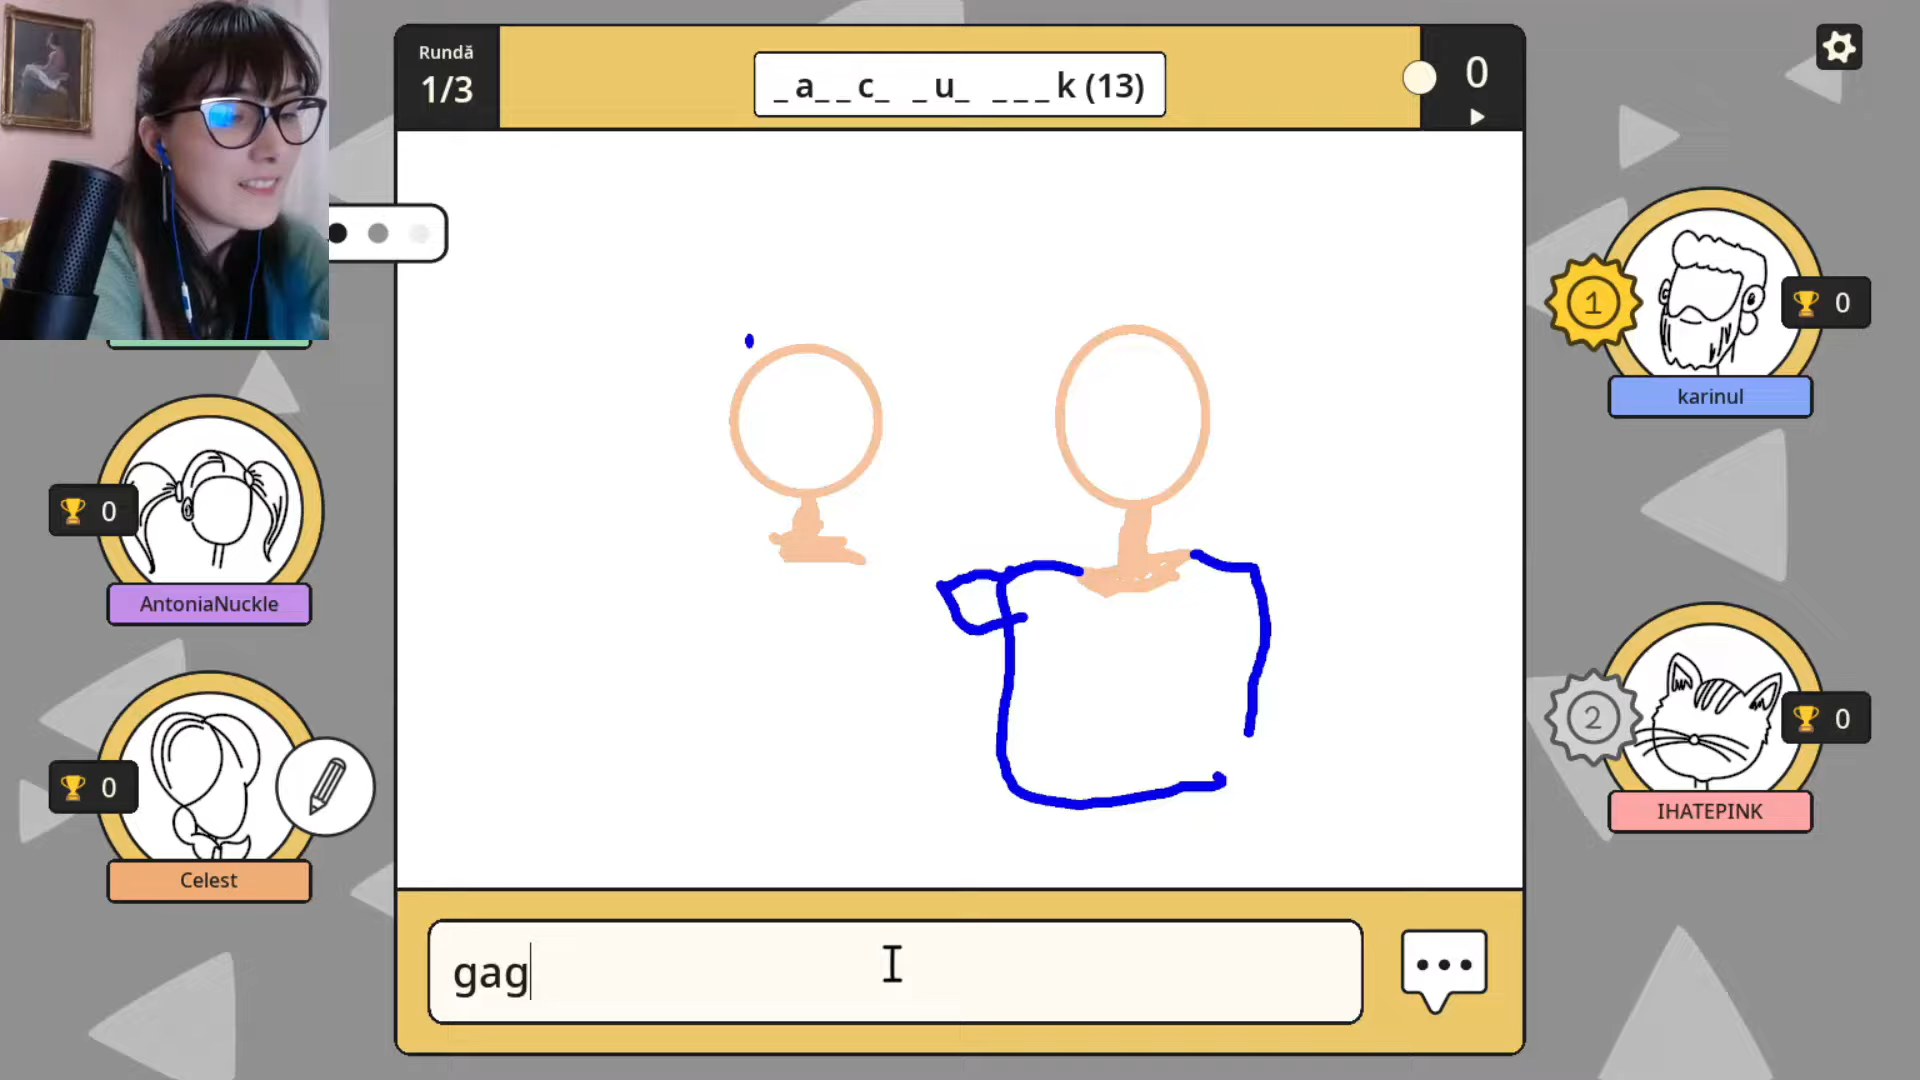 Rundă
1/3
_a__c_ _u_ ___k (13)
0
1
0
karinul
0
AntoniaNuckle
0
Celest
2
0
IHATEPINK
gag